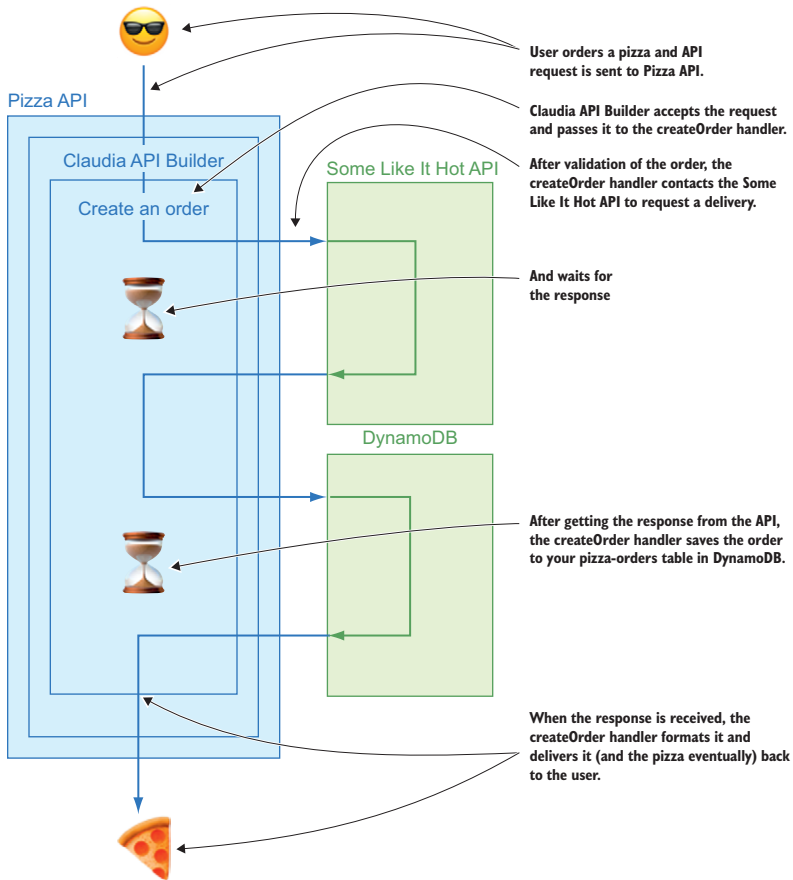 User orders a pizza and API
request is sent to Pizza API.
Pizza API
Claudia API Builder accepts the request
and passes it to the createOrder handler.
Claudia API Builder
Some Like It Hot API
After validation of the order, the
createOrder handler contacts the Some
Like It Hot API to request a delivery.
Create an order
And waits for
the response
DynamoDB
After getting the response from the API,
the createOrder handler saves the order
to your pizza-orders table in DynamoDB.
When the response is received, the
createOrder handler formats it and
delivers it (and the pizza eventually) back
to the user.